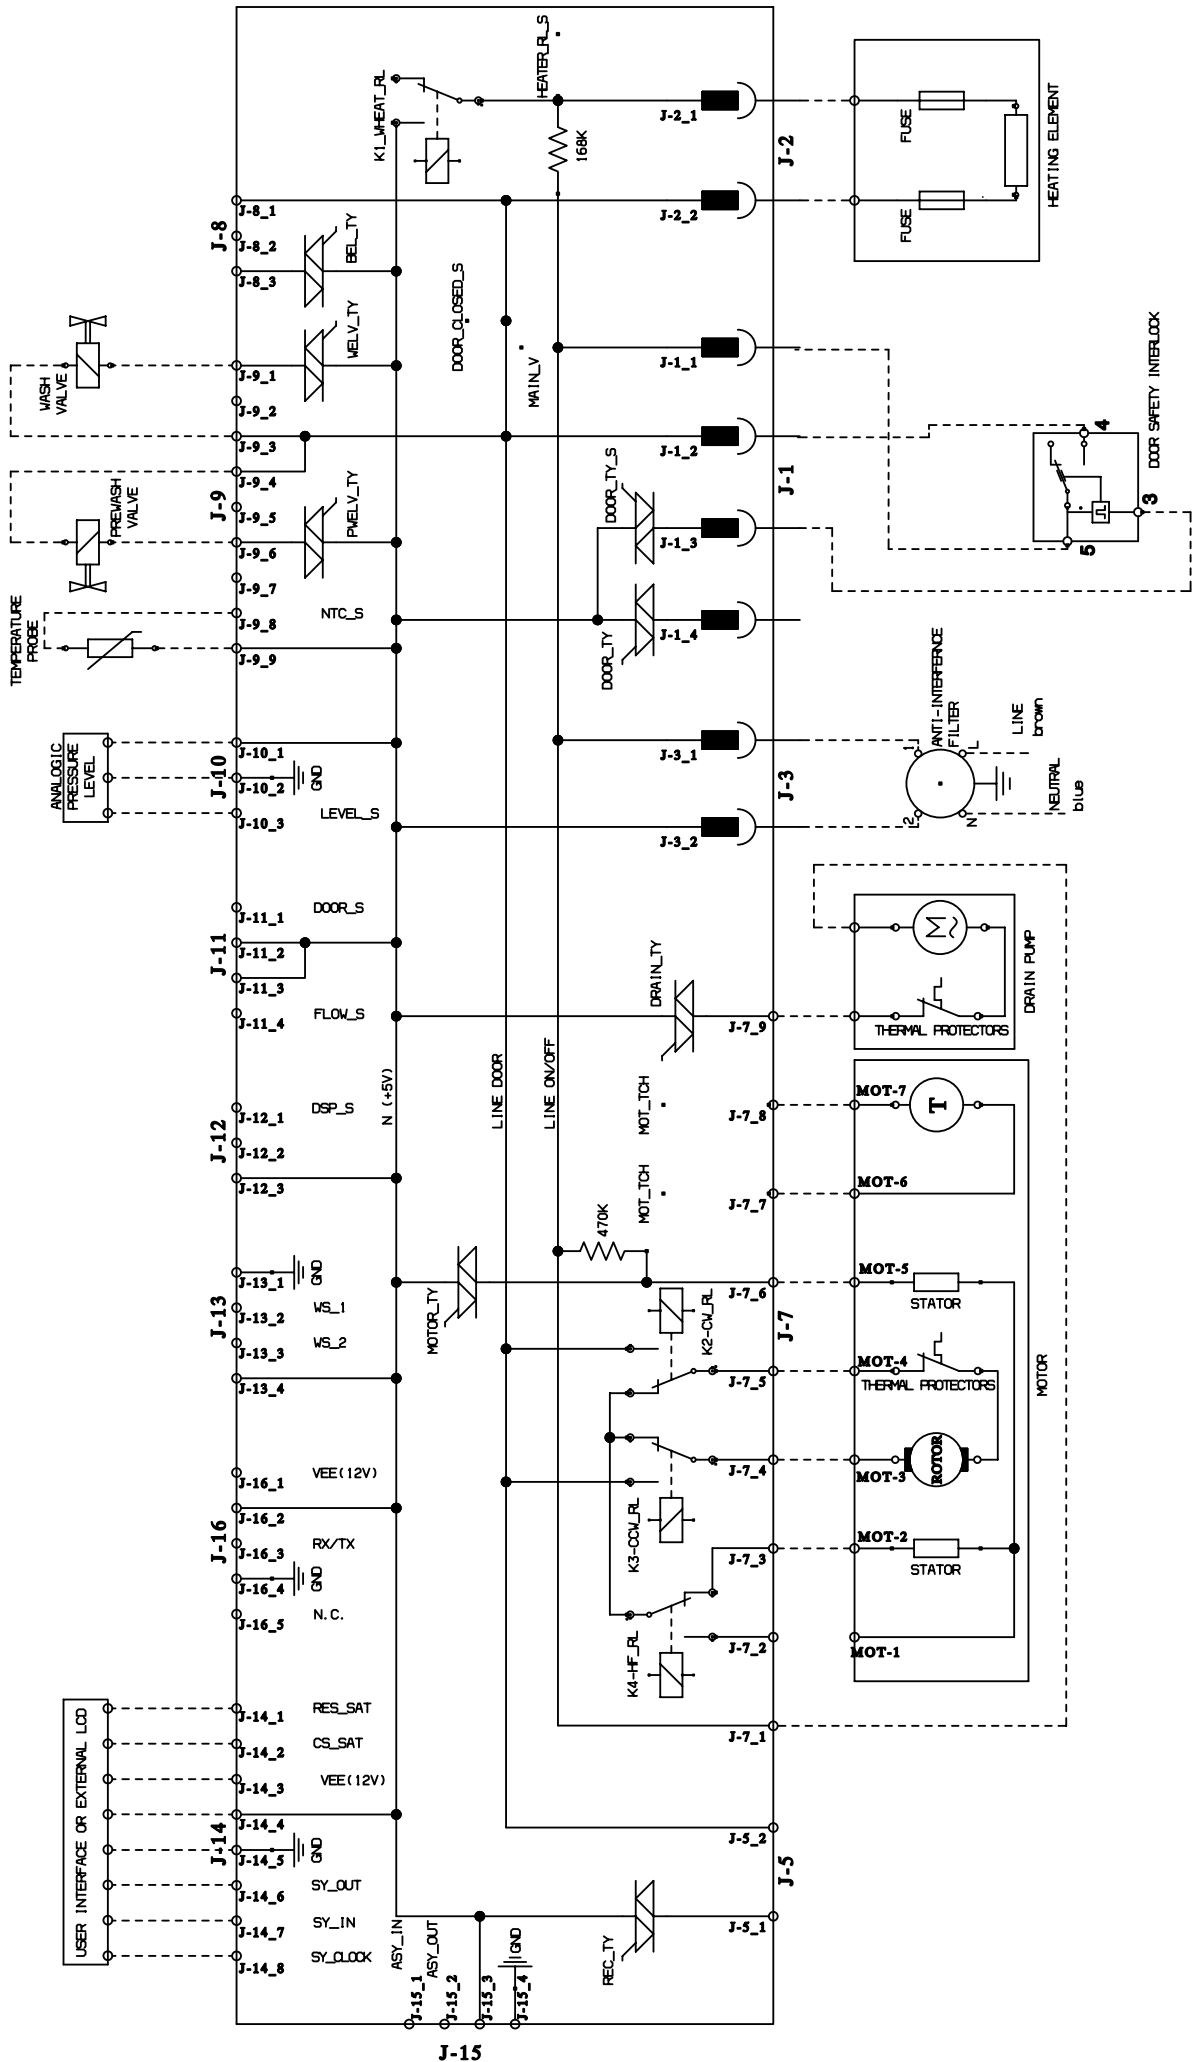 HEATER_RL_S
K1_WHEAT_RL
J-2_1
168K
J-2
FUSE
HEATING ELEMENT
J-2_2
FUSE
J-8
J-8_1
J-8_2
J-8_3
BEL_TY
WASH
VALVE
J-9_1
J-9_2
J-9_3
WELV_TY
DOOR_CLOSED_S
MAIN_V
J-1_1
J-1_2
J-1
DOOR SAFETY INTERLOCK
4
3
5
J-9
J-9_4
J-9_5
J-9_6
J-9_7
J-9_8
J-9_9
PREWASH
VALVE
PWELV_TY
DOOR_TY_S
J-1_3
DOOR_TY
J-1_4
TEMPERATURE
PROBE
NTC_S
ANALOGIC
PRESSURE
LEVEL
J-10
J-10_1
J-10_2
J-10_3
GND
LEVEL_S
J-3_1
J-3
J-3_2
ANTI-INTERFERNCE
FILTER
1
L
2
N
LINE
brown
NEUTRAL
blue
J-11
J-11_1
J-11_2
J-11_3
J-11_4
DOOR_S
FLOW_S
DRAIN_TY
J-7_9
M
THERMAL PROTECTORS
DRAIN PUMP
J-12
J-12_1
J-12_2
J-12_3
DSP_S
N (+5V)
LINE DOOR
LINE ON/OFF
MOT_TCH
J-7_8
MOT_TCH
J-7_7
MOT-7
T
MOT-6
J-13
J-13_1
J-13_2
J-13_3
J-13_4
GND
WS_1
WS_2
MOTOR_TY
470K
J-7_6
K2-CW_RL
J-7
J-7_5
MOT-5
STATOR
MOT-4
THERMAL PROTECTORS
MOTOR
J-16
J-16_1
J-16_2
J-16_3
J-16_4
J-16_5
VEE(12V)
RX/TX
GND
N.C.
J-7_4
K3-CCW_RL
J-7_3
K4-HF_RL
J-7_2
MOT-3
ROTOR
MOT-2
STATOR
MOT-1
J-7_1
USER INTERFACE OR EXTERNAL LCD
J-14
J-14_1
J-14_2
J-14_3
J-14_4
J-14_5
J-14_6
J-14_7
J-14_8
RES_SAT
CS_SAT
VEE(12V)
GND
SY_OUT
SY_IN
SY_CLOCK
J-5_2
J-5
J-5_1
REC_TY
ASY_IN
ASY_OUT
GND
J-15_1
J-15_2
J-15_3
J-15_4
J-15